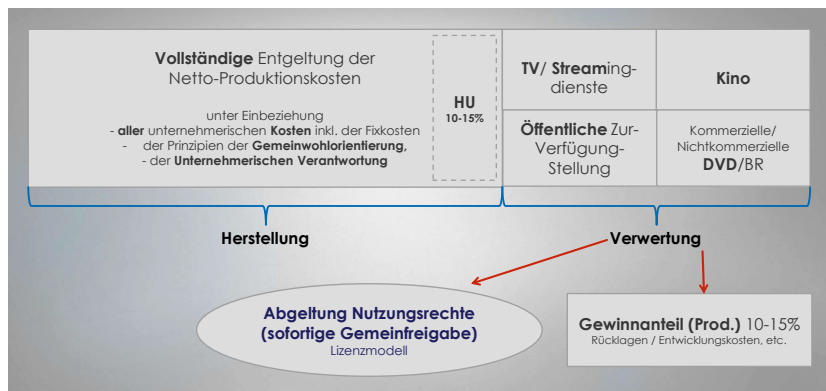 Vollständige Entgeltung der
Netto-Produktionskosten
unter Einbeziehung
- aller unternehmerischen Kosten inkl. der Fixkosten
- der Prinzipien der Gemeinwohlorientierung,
- der Unternehmerischen Verantwortung
HU
10-15%
TV/ Streaming-
dienste
Kino
Öffentliche Zur-
Verfügung-
Stellung
Kommerzielle/
Nichtkommerzielle
DVD/BR
Herstellung
Verwertung
Abgeltung Nutzungsrechte
(sofortige Gemeinfreigabe)
Lizenzmodell
Gewinnanteil (Prod.) 10-15%
Rücklagen / Entwicklungskosten, etc.